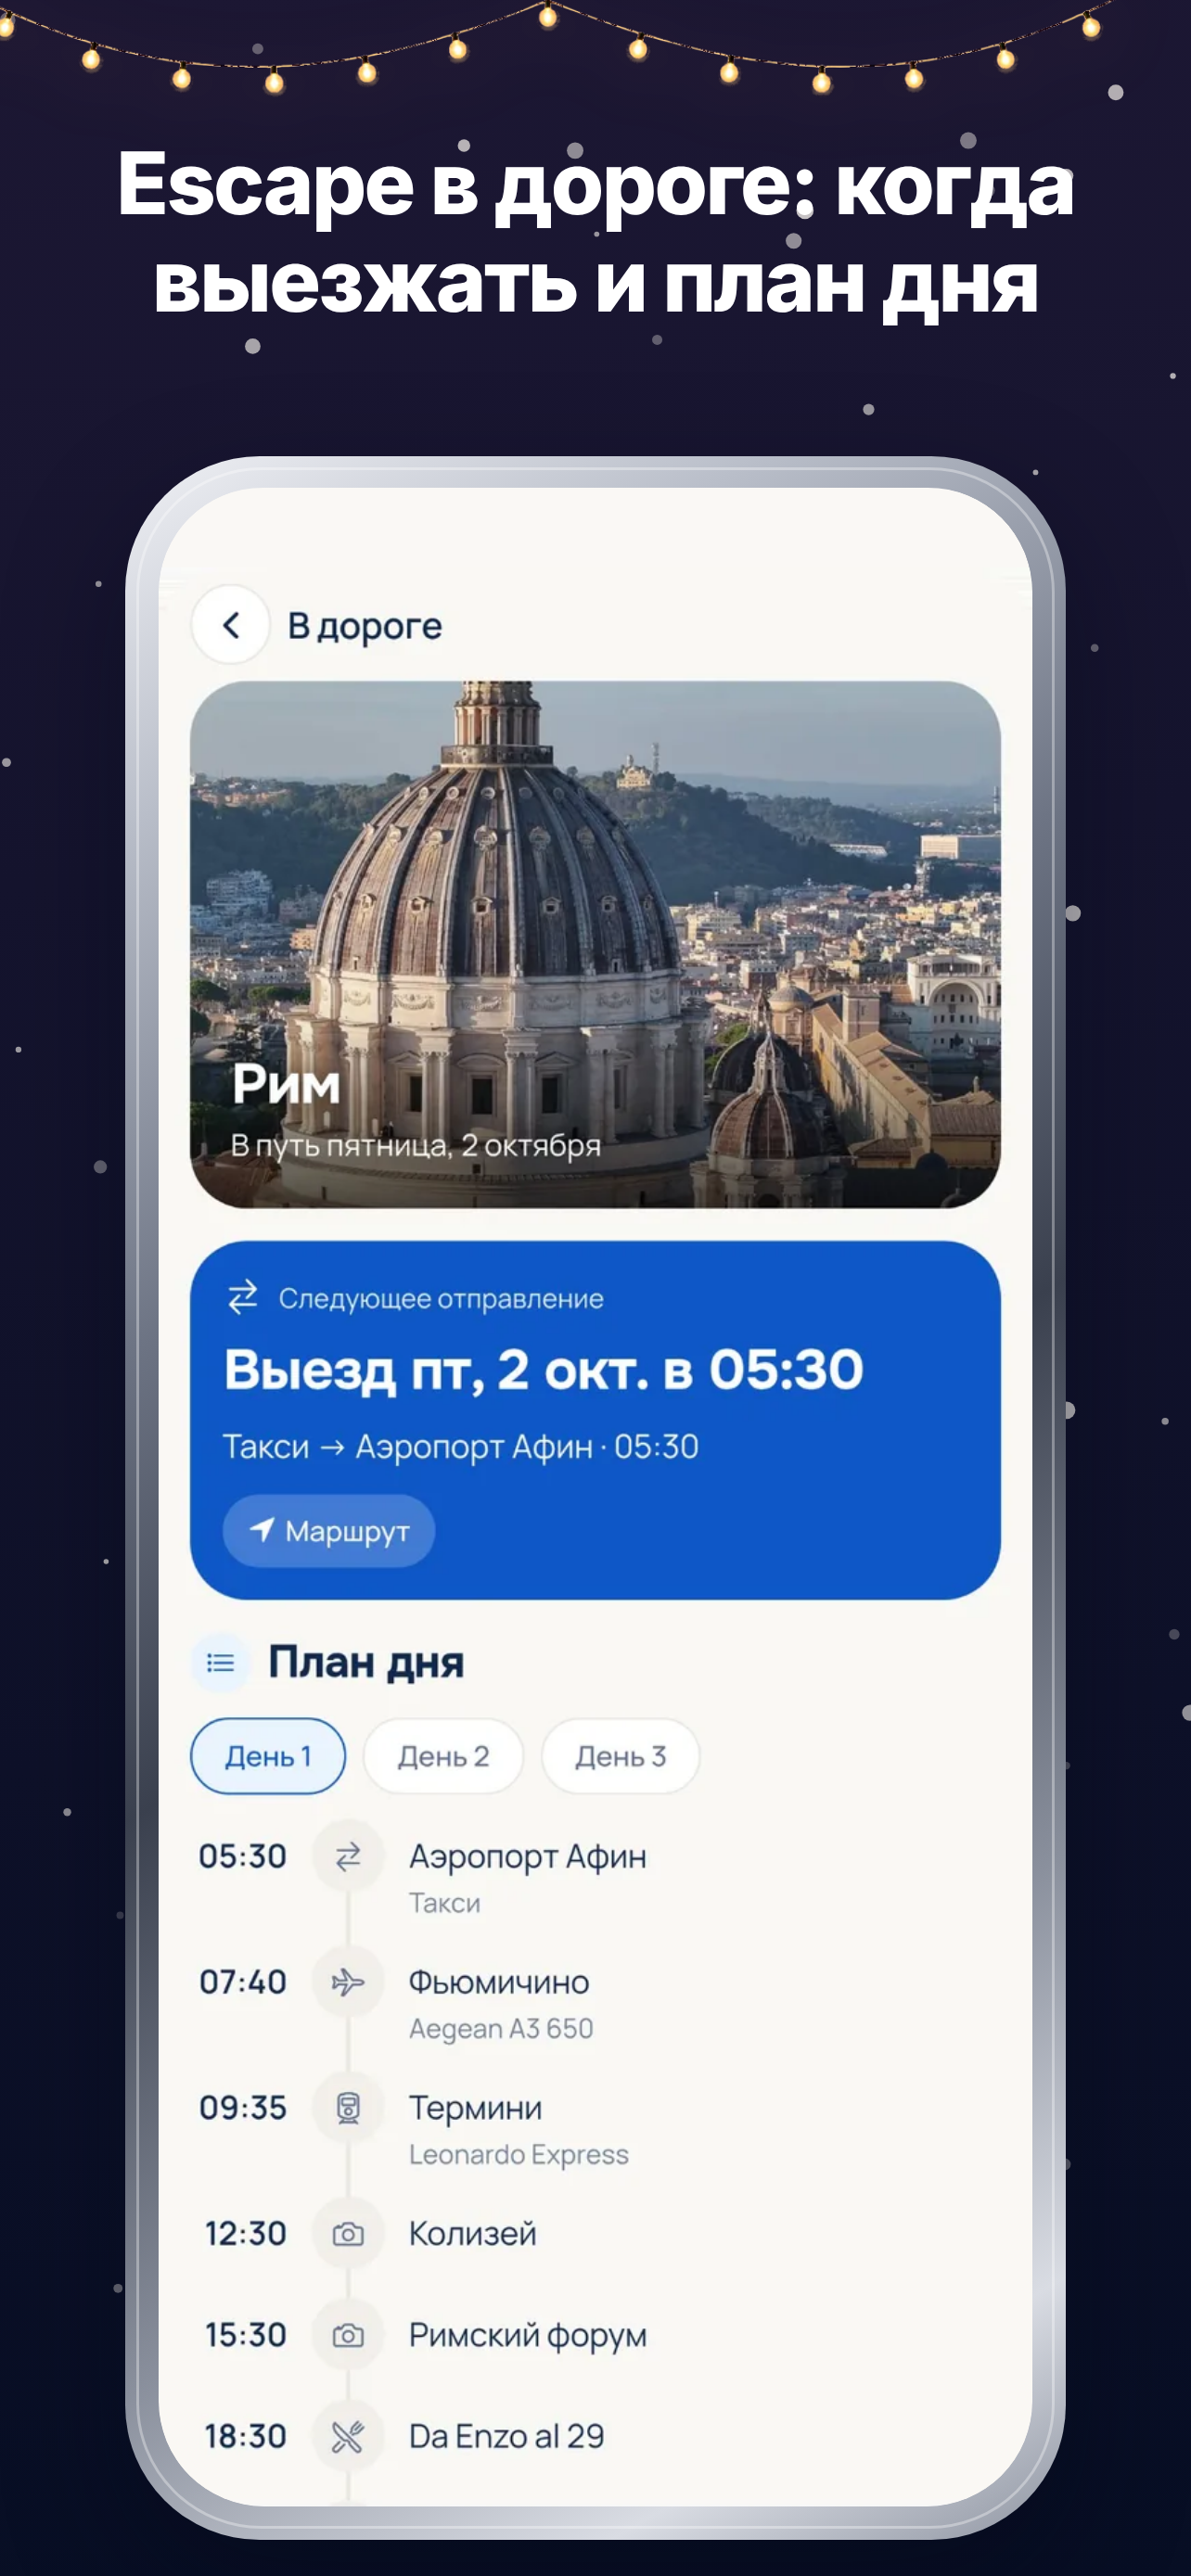 Escape в дороге: когда
выезжать и план дня
В дороге
Рим
В путь пятница, 2 октября
Следующее отправление
Выезд пт, 2 окт. в 05:30
Такси → Аэропорт Афин · 05:30
Маршрут
План дня
День 1 День 2 День 3
05:30 Аэропорт Афин
Такси
07:40 Фьюмичино
Aegean A3 650
09:35 Термини
Leonardo Express
12:30 Колизей
15:30 Римский форум
18:30 Da Enzo al 29